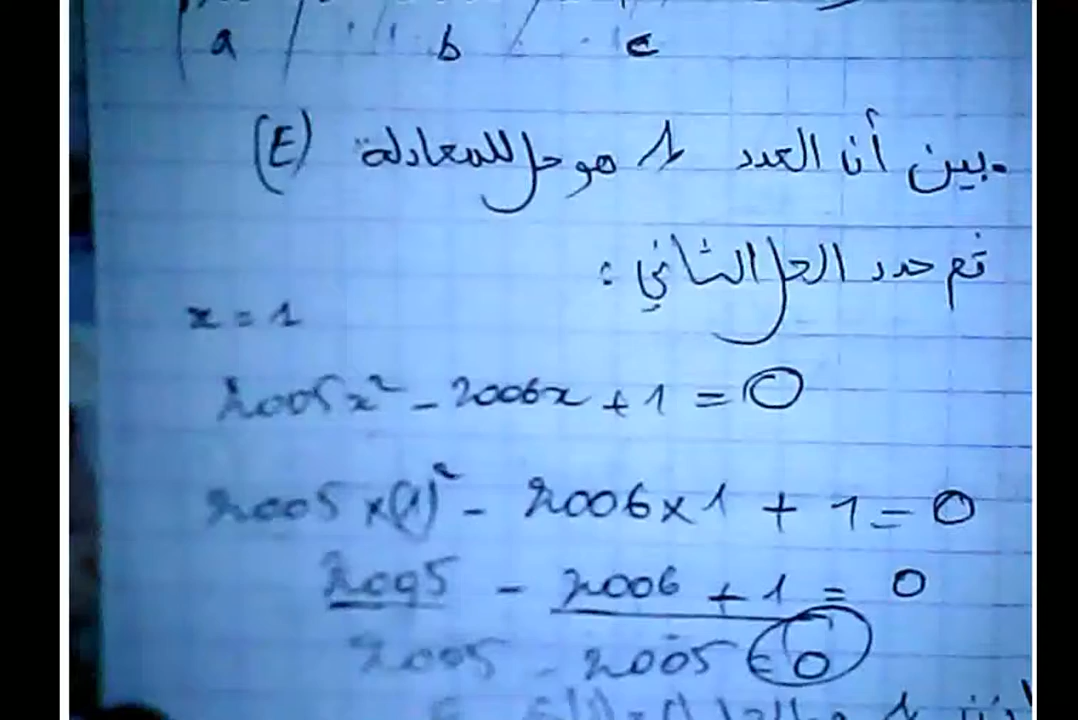 a / b / c
بين أن العدد 1 هو حل للمعادلة (E)
تم حدد الحل الثاني :
x = 1
2005x² - 2006x + 1 = 0
2005 x(1)² - 2006 x 1 + 1 = 0
2005 - 2006 + 1 = 0
2005 - 2005 = 0